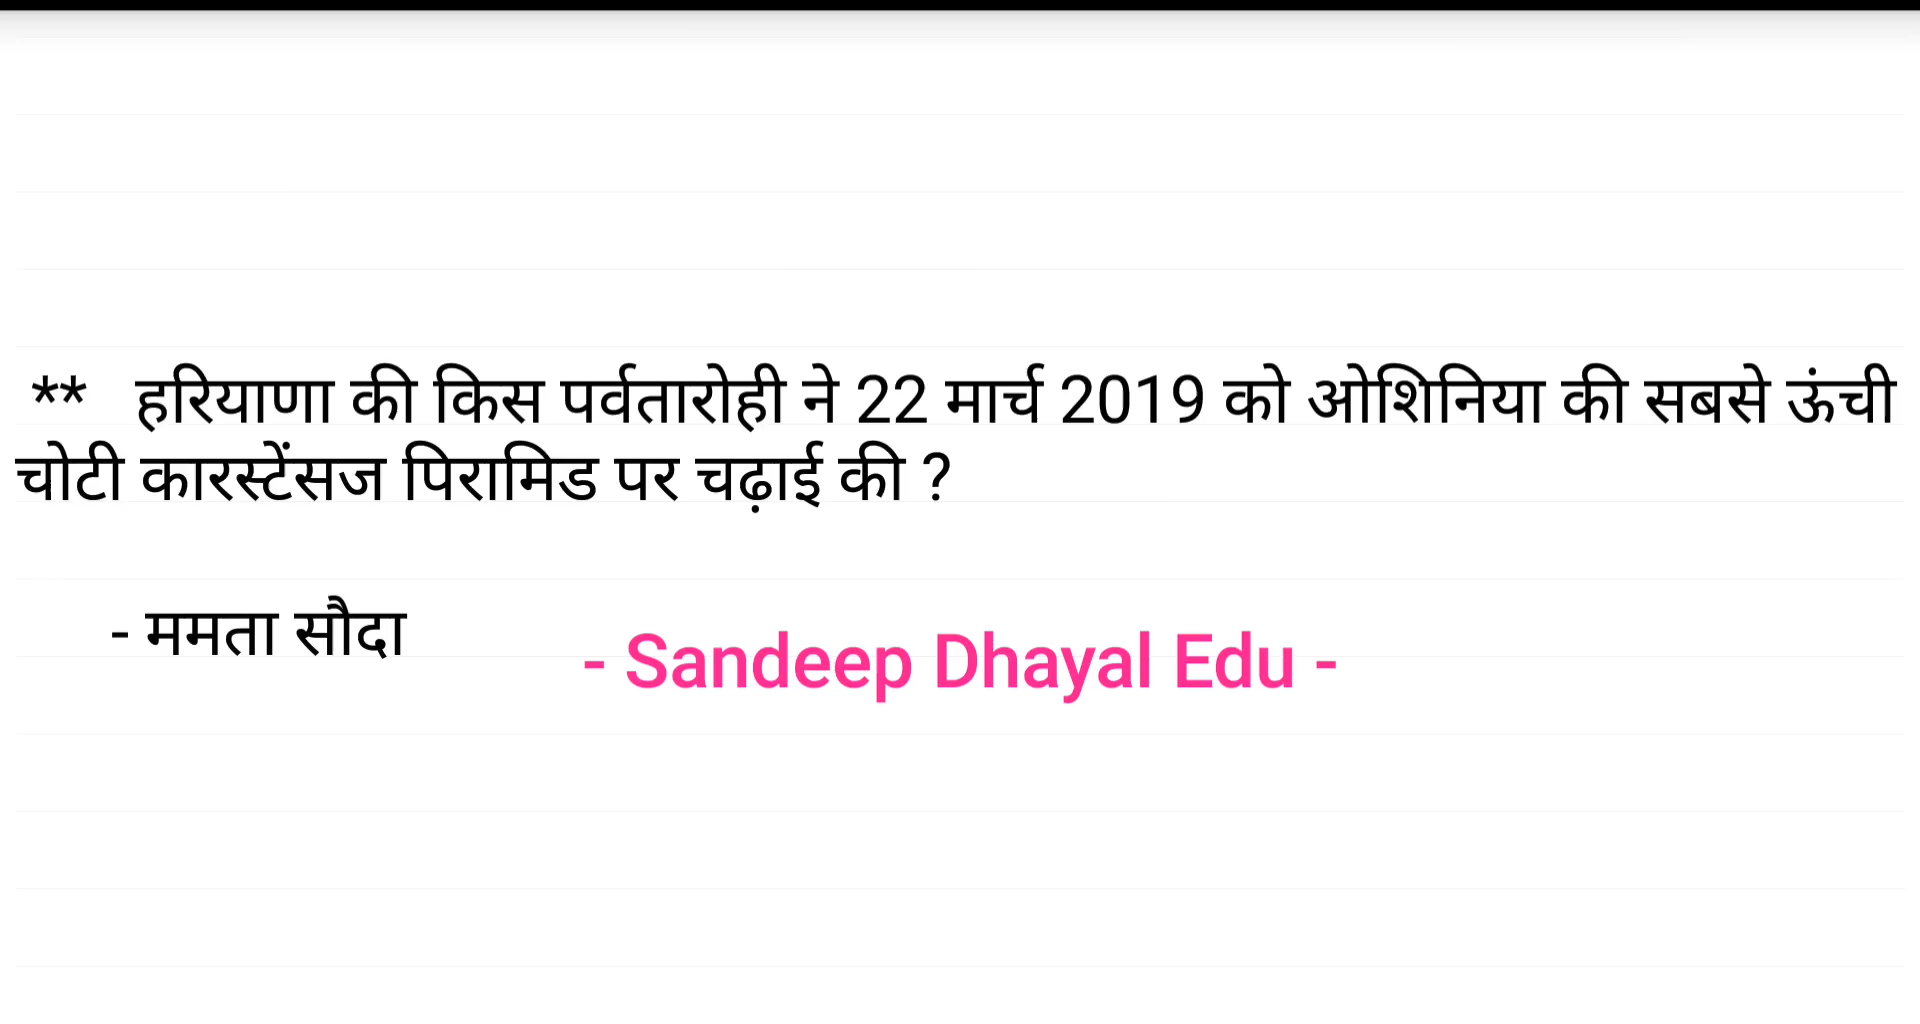 ** हरियाणा की किस पर्वतारोही ने 22 मार्च 2019 को ओशिनिया की सबसे ऊंची
चोटी कारस्टेंसज पिरामिड पर चढ़ाई की ?
- ममता सौदा
- Sandeep Dhayal Edu -